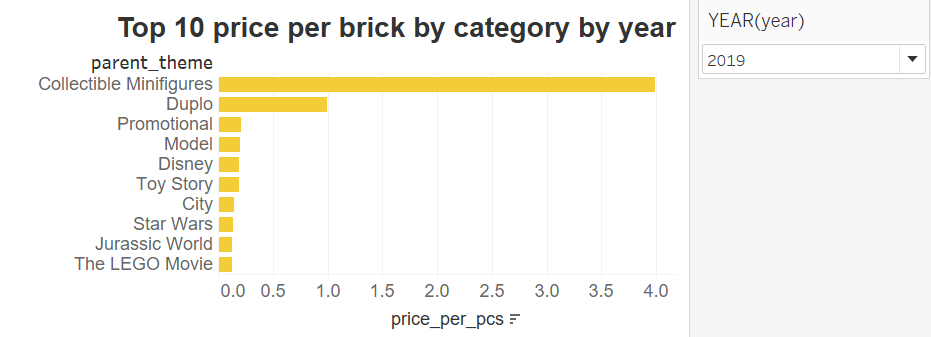 Top 10 price per brick by category by year
YEAR(year)
2019
parent_theme
Collectible Minifigures
Duplo
Promotional
Model
Disney
Toy Story
City
Star Wars
Jurassic World
The LEGO Movie
0.0 0.5 1.0 1.5 2.0 2.5 3.0 3.5 4.0
price_per_pcs